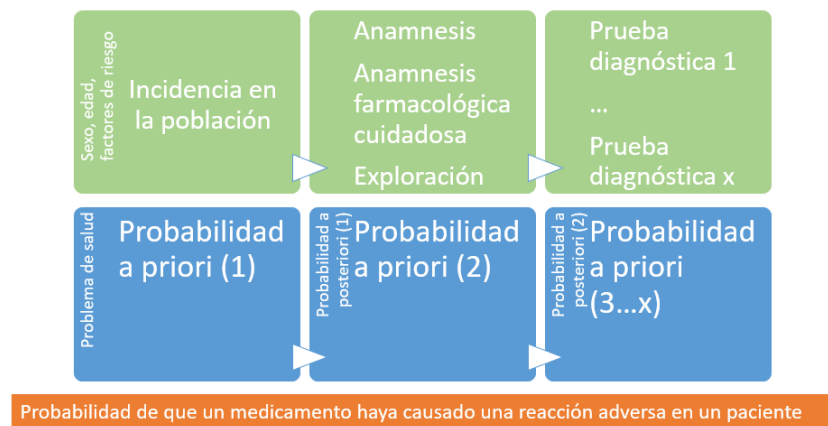 Sexo, edad,
factores de riesgo
Incidencia en
la población
Anamnesis
Anamnesis
farmacológica
cuidadosa
Exploración
Prueba
diagnóstica 1
...
Prueba
diagnóstica x
Problema de salud
Probabilidad
a priori (1)
Probabilidad a
posteriori (1)
Probabilidad
a priori (2)
Probabilidad a
posteriori (2)
Probabilidad
a priori
(3...x)
Probabilidad de que un medicamento haya causado una reacción adversa en un paciente